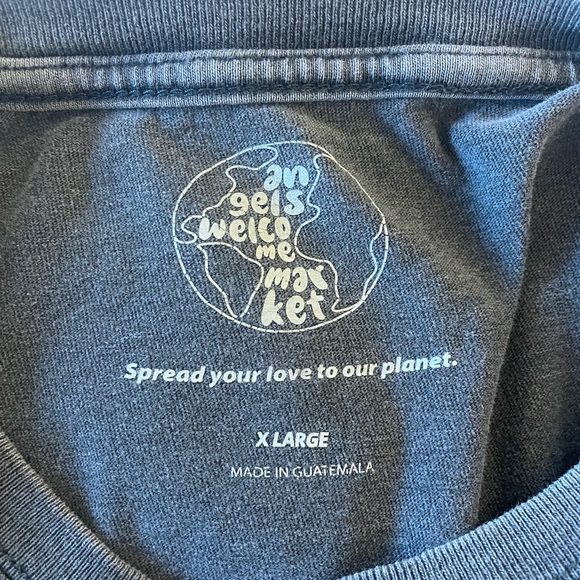 an
gels
welco
me
mar
ket
Spread your love to our planet.
X LARGE
MADE IN GUATEMALA